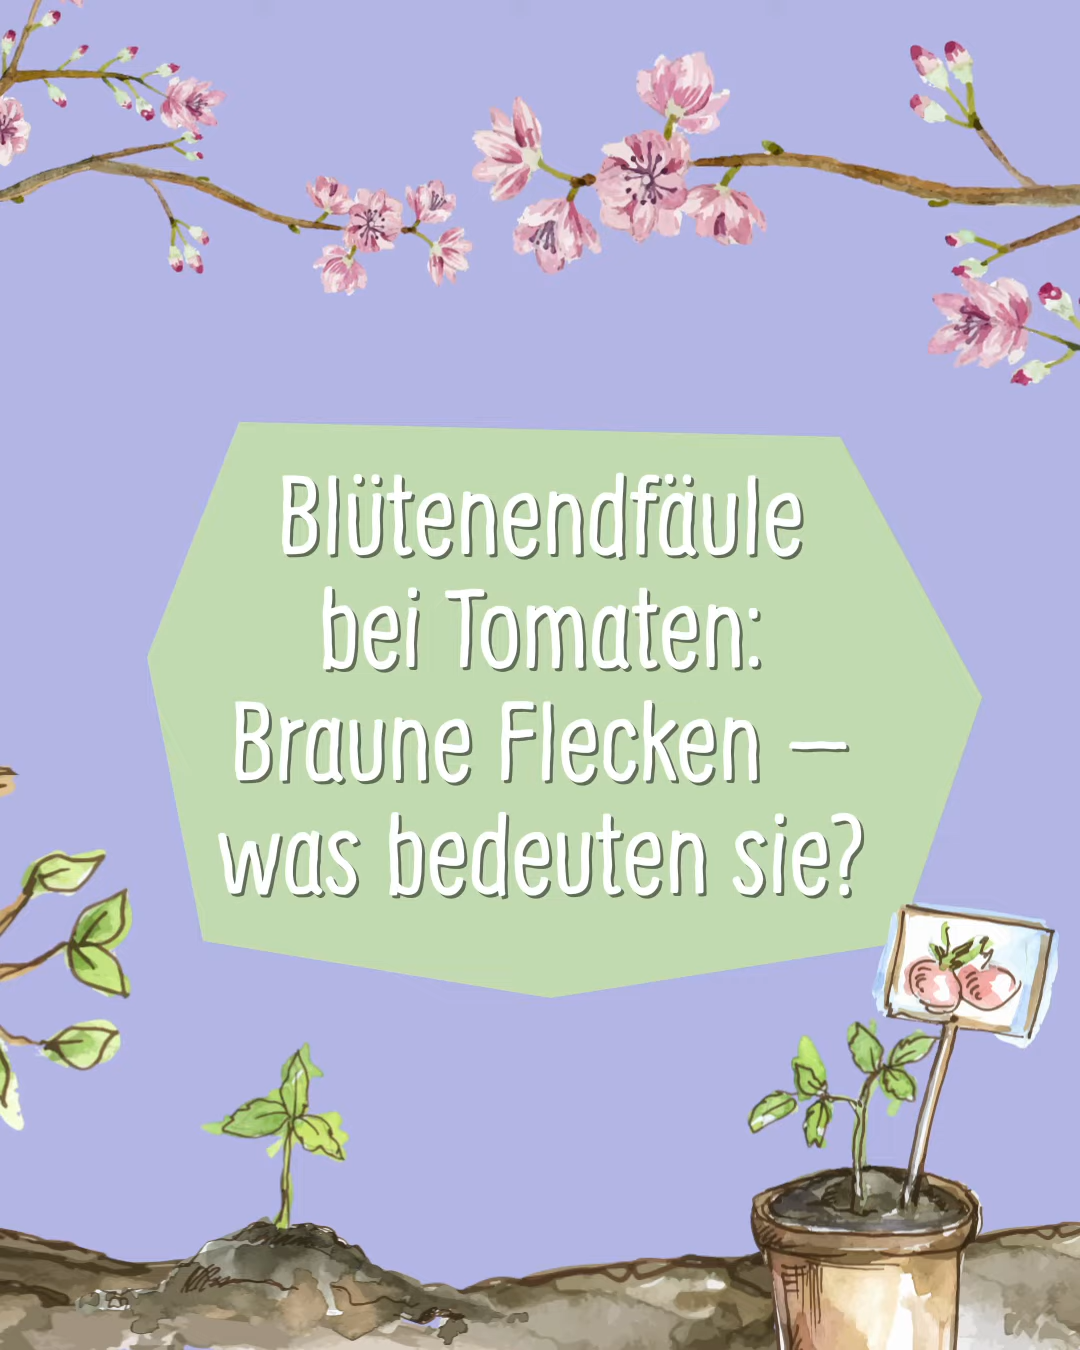 Blütenendfäule
bei Tomaten:
Braune Flecken –
was bedeuten sie?